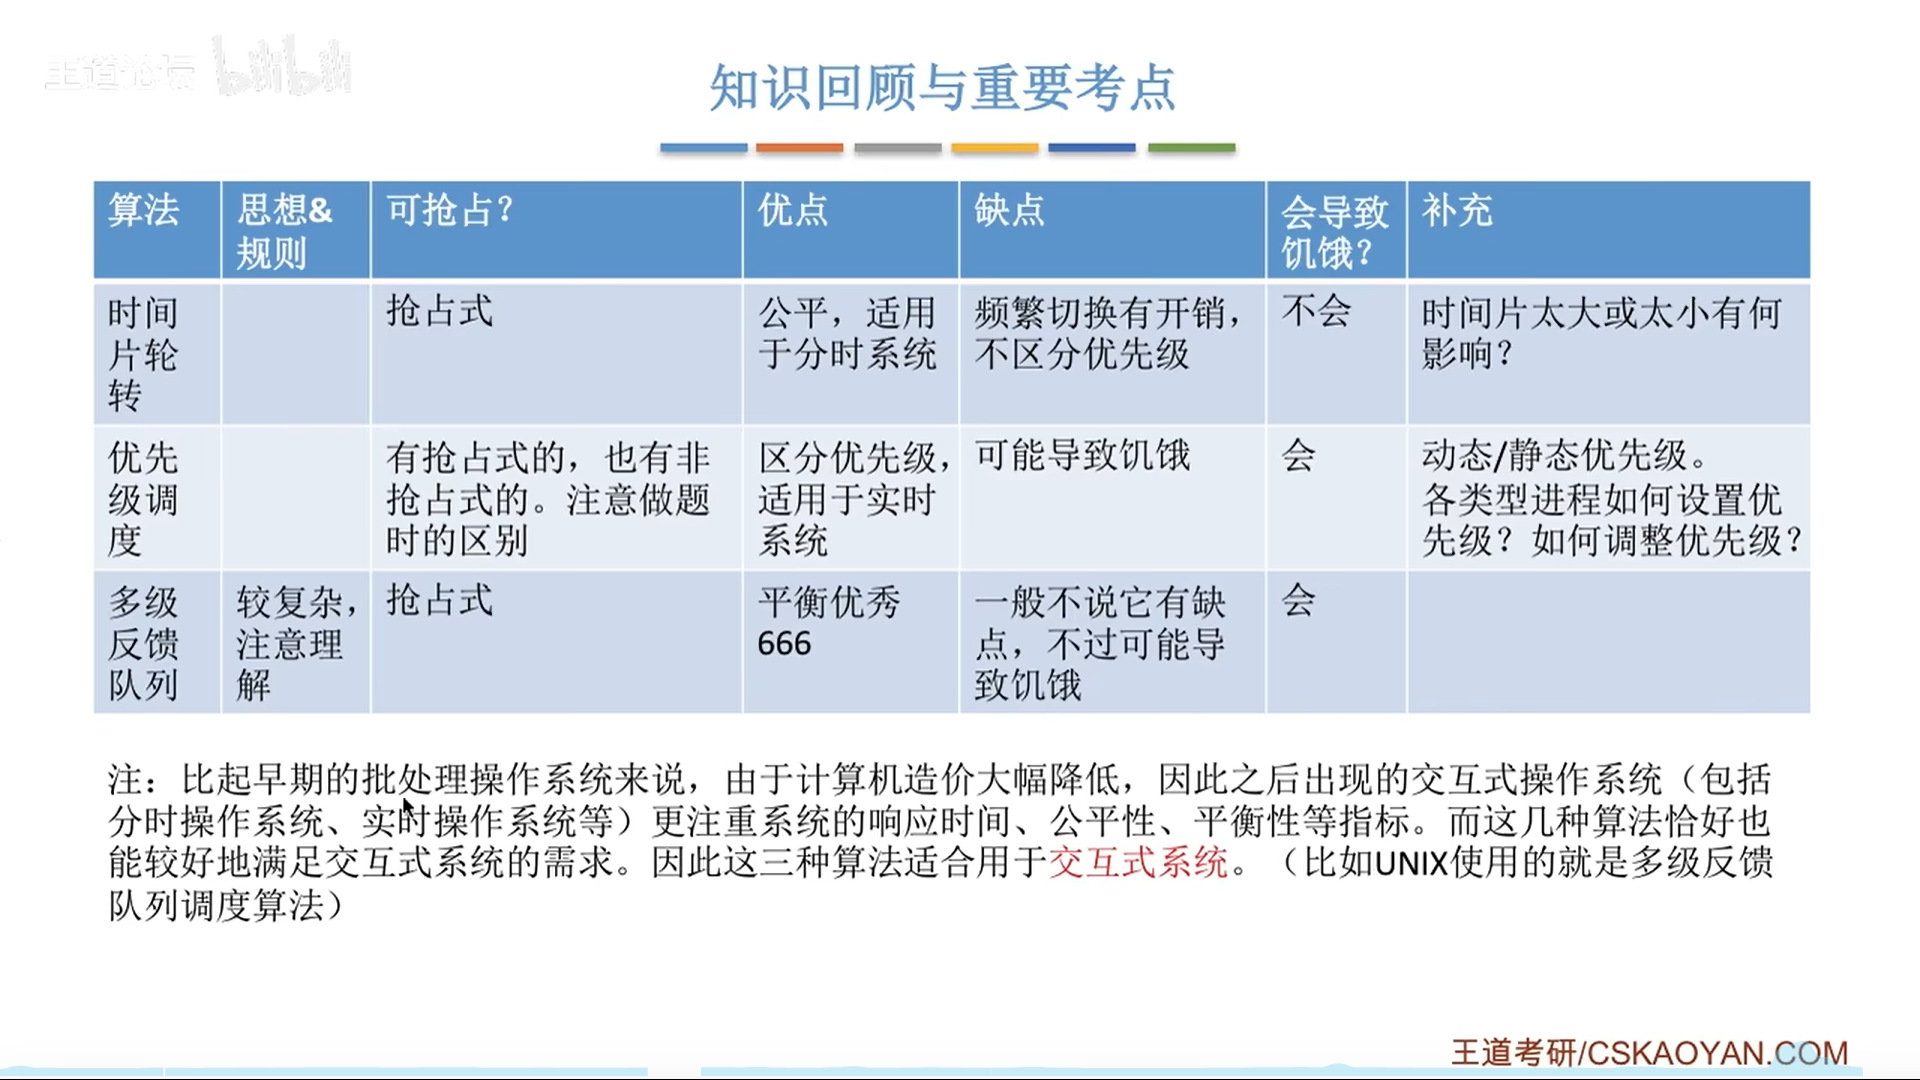 王道论坛 bilibili
知识回顾与重要考点
算法
思想&
规则
可抢占？
优点
缺点
会导致
饥饿？
补充
时间
片轮
转
抢占式
公平，适用
于分时系统
频繁切换有开销，
不区分优先级
不会
时间片太大或太小有何
影响？
优先
级调
度
有抢占式的，也有非
抢占式的。注意做题
时的区别
区分优先级，
适用于实时
系统
可能导致饥饿
会
动态/静态优先级。
各类型进程如何设置优
先级？如何调整优先级？
多级
反馈
队列
较复杂，
注意理
解
抢占式
平衡优秀
666
一般不说它有缺
点，不过可能导
致饥饿
会
注：比起早期的批处理操作系统来说，由于计算机造价大幅降低，因此之后出现的交互式操作系统（包括
分时操作系统、实时操作系统等）更注重系统的响应时间、公平性、平衡性等指标。而这几种算法恰好也
能较好地满足交互式系统的需求。因此这三种算法适合用于交互式系统。（比如UNIX使用的就是多级反馈
队列调度算法）
王道考研/CSKAOYAN.COM